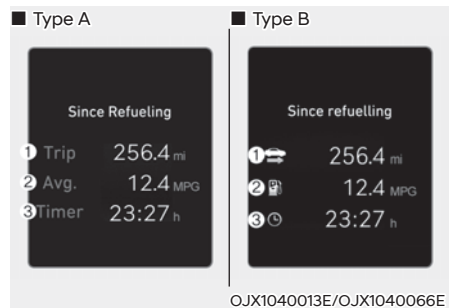 ■ Type A
■ Type B
Since Refueling
① Trip 256.4 mi
② Avg. 12.4 MPG
③ Timer 23:27 h
Since refuelling
① 256.4 mi
② 12.4 MPG
③ 23:27 h
OJX1040013E/OJX1040066E